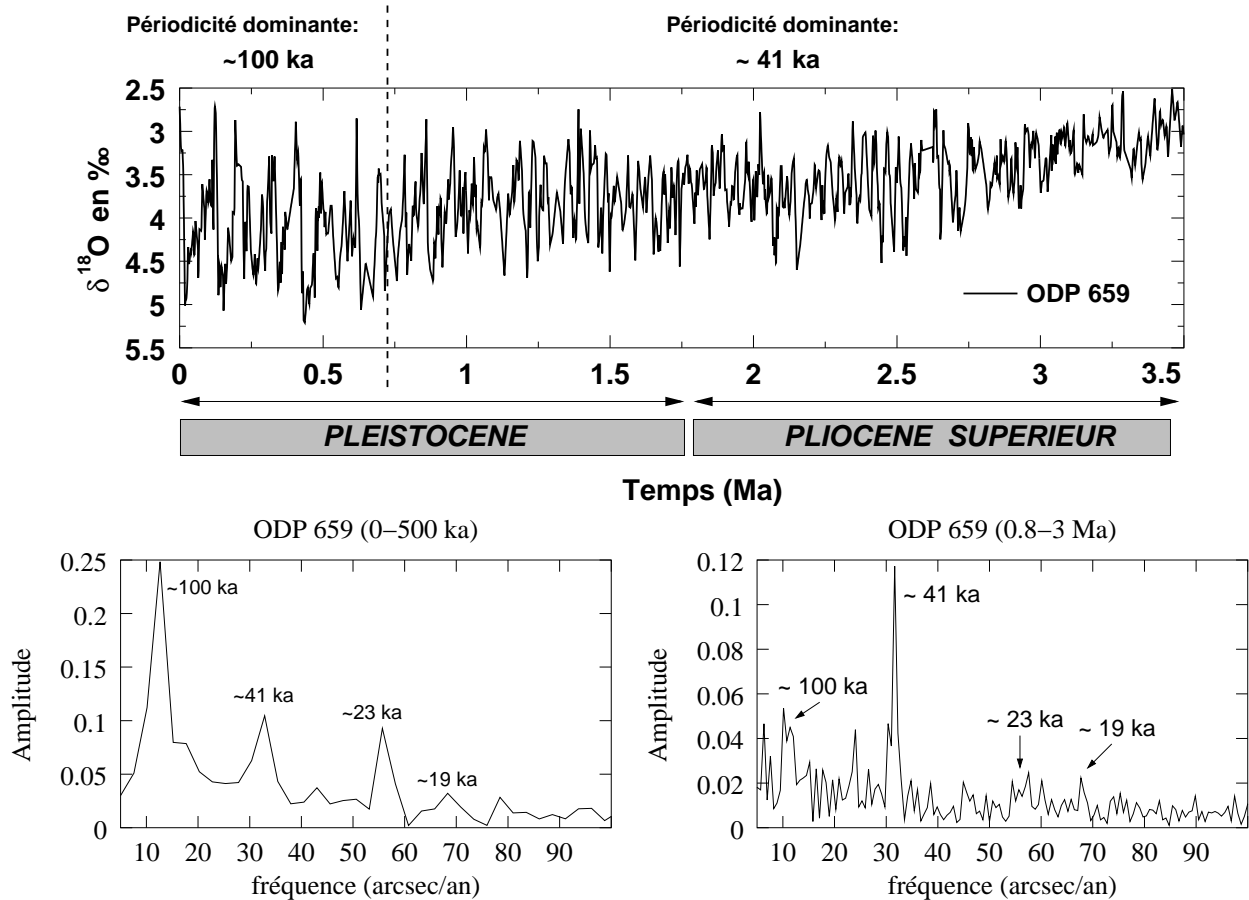 Périodicité dominante:
~100 ka
Périodicité dominante:
~ 41 ka
δ 18O en ‰
2.5
3
3.5
4
4.5
5
5.5
ODP 659
0 0.5 1 1.5 2 2.5 3 3.5
PLEISTOCENE
PLIOCENE SUPERIEUR
Temps (Ma)
ODP 659 (0–500 ka)
Amplitude
0.25
0.2
0.15
0.1
0.05
0
~100 ka
~41 ka
~23 ka
~19 ka
10 20 30 40 50 60 70 80 90
fréquence (arcsec/an)
ODP 659 (0.8–3 Ma)
Amplitude
0.12
0.1
0.08
0.06
0.04
0.02
0
~ 41 ka
~ 100 ka
~ 23 ka
~ 19 ka
10 20 30 40 50 60 70 80 90
fréquence (arcsec/an)